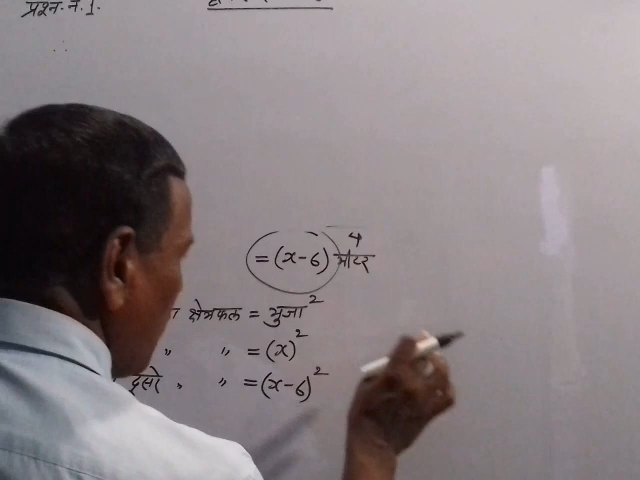 प्रश्न.नं.1.
= (x-6) मीटर
क्षेत्रफल = भुजा²
" " = (x)²
दूसरे " " = (x-6)²